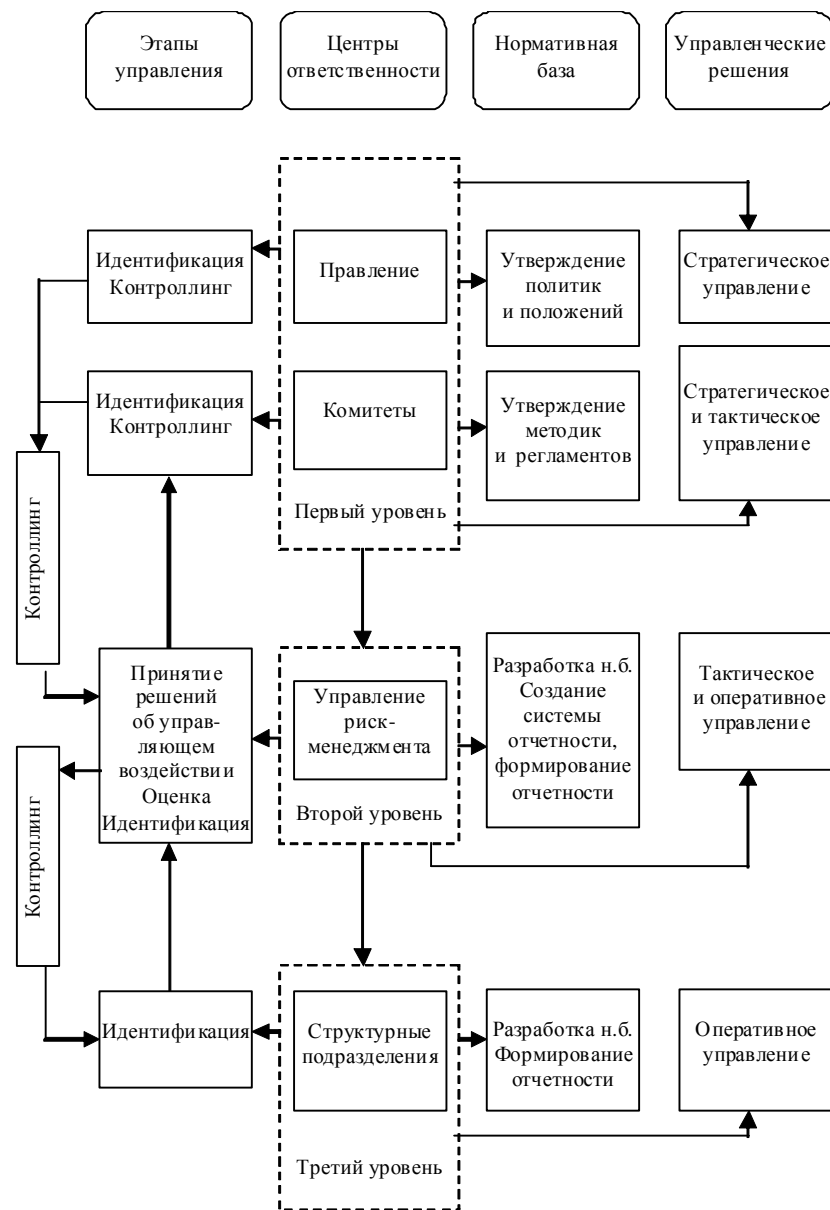 Этапы
управления
Центры
ответственности
Нормативная
база
Управленческие
решения
Идентификация
Контроллинг
Правление
Утверждение
политик
и положений
Стратегическое
управление
Идентификация
Контроллинг
Комитеты
Утверждение
методик
и регламентов
Стратегическое
и тактическое
управление
Первый уровень
Контроллинг
Принятие
решений
об управ-
ляющем
воздействии
Оценка
Идентификация
Управление
риск-
менеджмента
Второй уровень
Разработка н.б.
Создание
системы
отчетности,
формирование
отчетности
Тактическое
и оперативное
управление
Контроллинг
Идентификация
Структурные
подразделения
Третий уровень
Разработка н.б.
Формирование
отчетности
Оперативное
управление